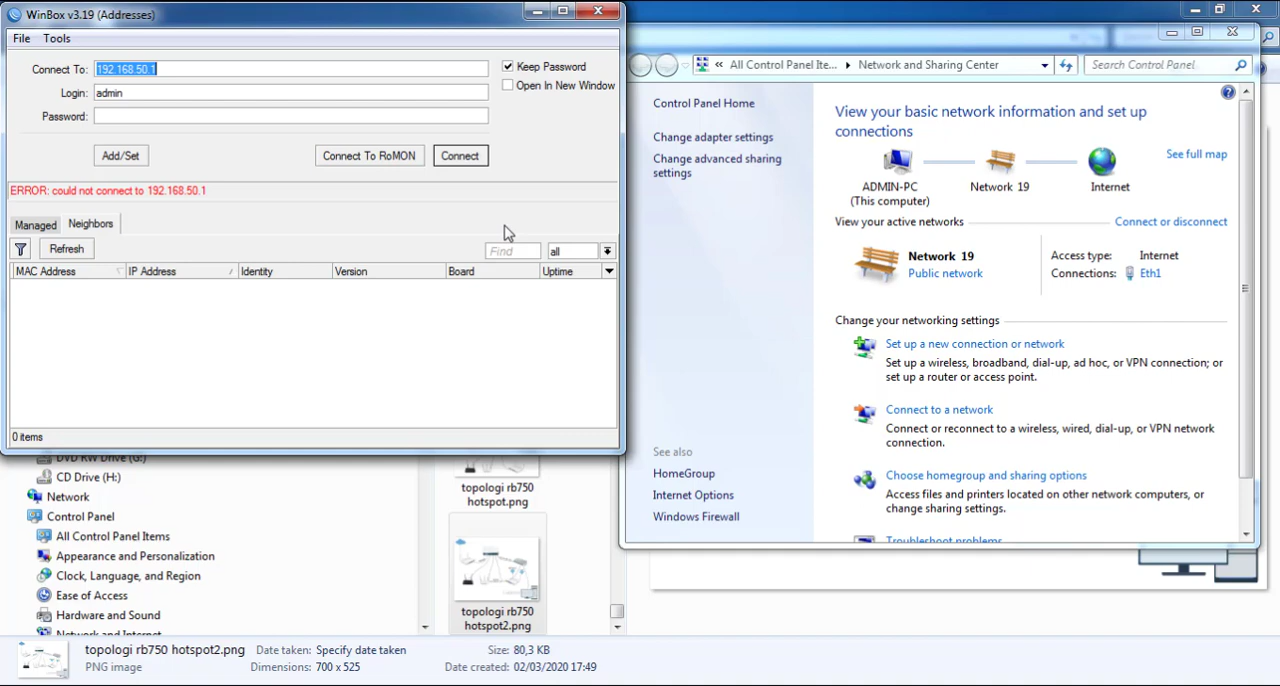 WinBox v3.19 (Addresses)
File Tools
Connect To: 192.168.50.1
Keep Password
Open In New Window
Login: admin
Password:
Add/Set
Connect To RoMON
Connect
ERROR: could not connect to 192.168.50.1
Managed
Neighbors
Refresh
Find
all
MAC Address
IP Address
Identity
Version
Board
Uptime
0 items
DVD RW Drive (G:)
CD Drive (H:)
Network
Control Panel
All Control Panel Items
Appearance and Personalization
Clock, Language, and Region
Ease of Access
Hardware and Sound
Network and Internet
topologi rb750
hotspot.png
topologi rb750
hotspot2.png
topologi rb750 hotspot2.png
PNG image
Date taken: Specify date taken
Dimensions: 700 x 525
Size: 80,3 KB
Date created: 02/03/2020 17:49
« All Control Panel Ite...
Network and Sharing Center
Search Control Panel
Control Panel Home
Change adapter settings
Change advanced sharing
settings
See also
HomeGroup
Internet Options
Windows Firewall
View your basic network information and set up
connections
See full map
ADMIN-PC
(This computer)
Network 19
Internet
View your active networks
Connect or disconnect
Network 19
Public network
Access type: Internet
Connections: Eth1
Change your networking settings
Set up a new connection or network
Set up a wireless, broadband, dial-up, ad hoc, or VPN connection; or
set up a router or access point.
Connect to a network
Connect or reconnect to a wireless, wired, dial-up, or VPN network
connection.
Choose homegroup and sharing options
Access files and printers located on other network computers, or
change sharing settings.
Troubleshoot problems